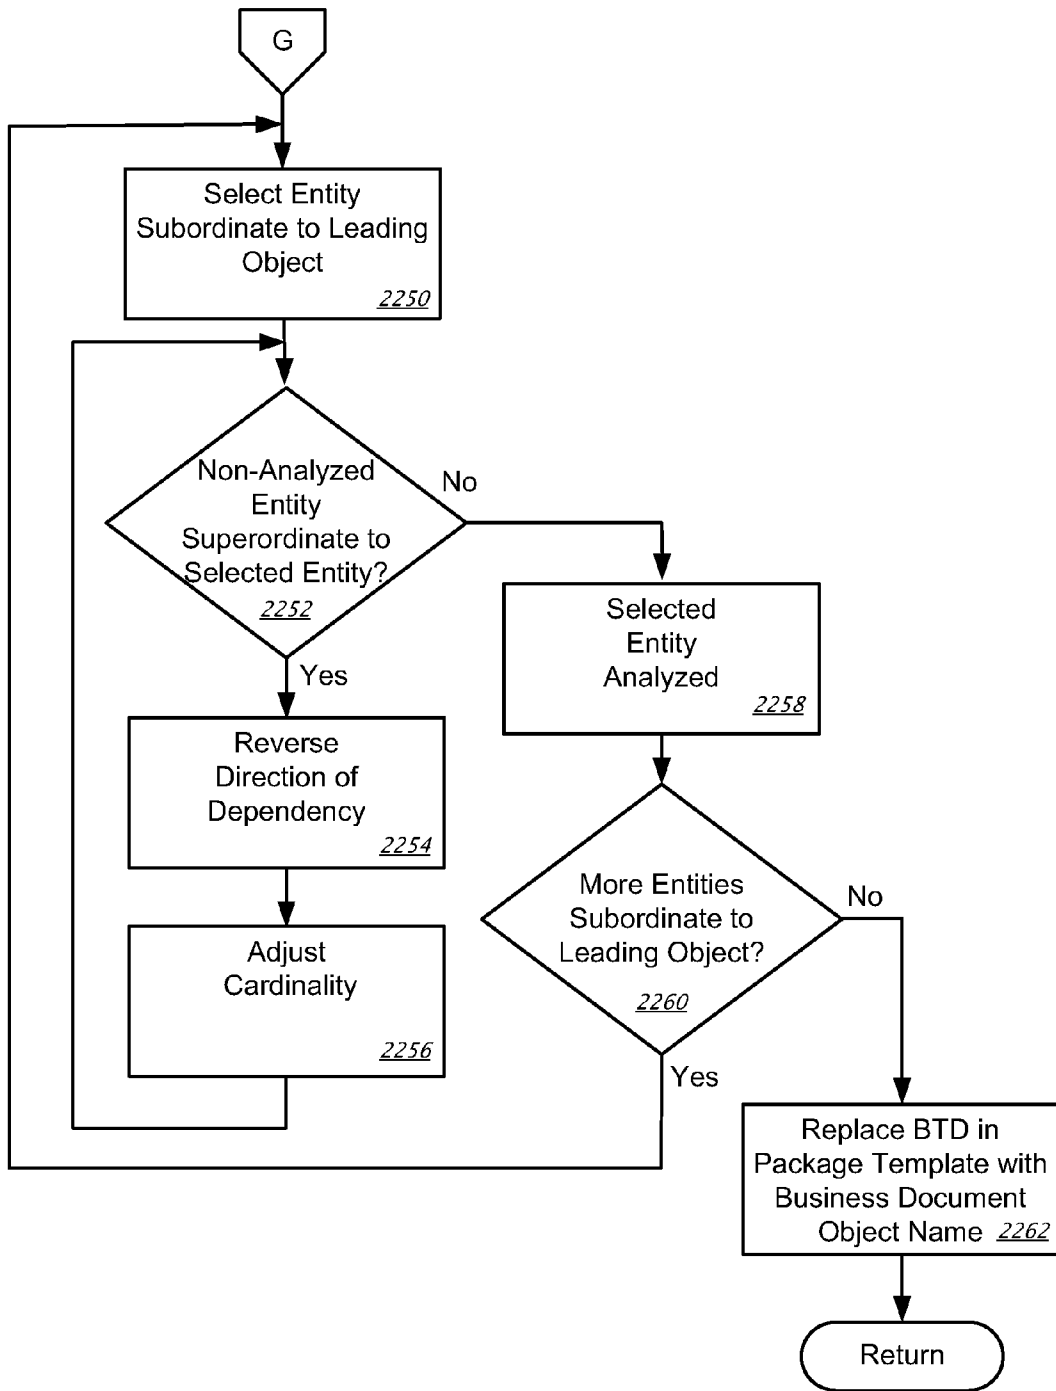 G
Select Entity
Subordinate to Leading
Object
2250
Non-Analyzed
Entity
Superordinate to
Selected Entity?
2252
No
Yes
Selected
Entity
Analyzed
2258
Reverse
Direction of
Dependency
2254
More Entities
Subordinate to
Leading Object?
2260
No
Yes
Adjust
Cardinality
2256
Replace BTD in
Package Template with
Business Document
Object Name 2262
Return